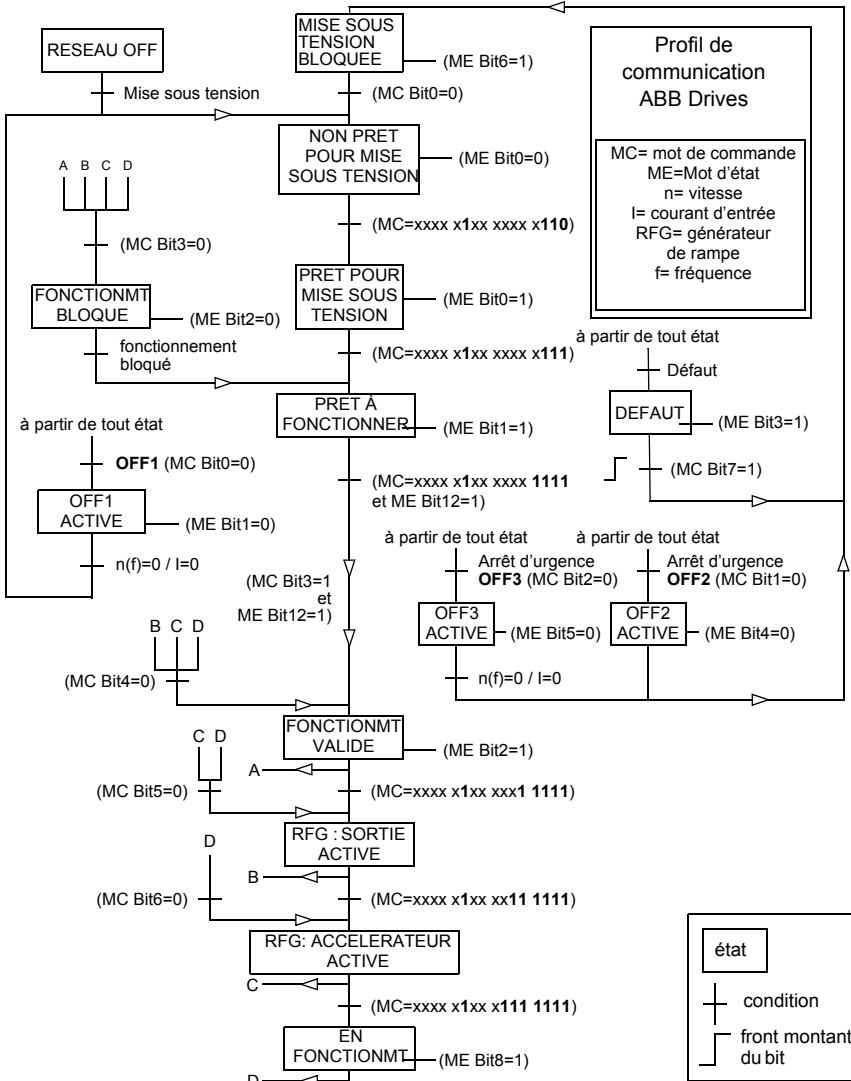 MISE SOUS
TENSION
BLOQUEE
(ME Bit6=1)
RESEAU OFF
Mise sous tension
(MC Bit0=0)
NON PRET
POUR MISE
SOUS TENSION
(ME Bit0=0)
Profil de
communication
ABB Drives
MC= mot de commande
ME=Mot d'état
n= vitesse
I= courant d'entrée
RFG= générateur
de rampe
f= fréquence
A B C D
(MC Bit3=0)
(MC=xxxx x1xx xxxx x110)
FONCTIONMT
BLOQUE
(ME Bit2=0)
fonctionnement
bloqué
PRET POUR
MISE SOUS
TENSION
(ME Bit0=1)
(MC=xxxx x1xx xxxx x111)
à partir de tout état
Défaut
DEFAUT
(ME Bit3=1)
(MC Bit7=1)
PRET À
FONCTIONNER
(ME Bit1=1)
à partir de tout état
OFF1 (MC Bit0=0)
OFF1
ACTIVE
(ME Bit1=0)
n(f)=0 / I=0
(MC=xxxx x1xx xxxx 1111
et ME Bit12=1)
(MC Bit3=1
et
ME Bit12=1)
à partir de tout état
Arrêt d'urgence
OFF3 (MC Bit2=0)
OFF3
ACTIVE
(ME Bit5=0)
n(f)=0 / I=0
à partir de tout état
Arrêt d'urgence
OFF2 (MC Bit1=0)
OFF2
ACTIVE
(ME Bit4=0)
B C D
(MC Bit4=0)
FONCTIONMT
VALIDE
(ME Bit2=1)
C D
A
(MC Bit5=0)
(MC=xxxx x1xx xxx1 1111)
RFG : SORTIE
ACTIVE
D
B
(MC Bit6=0)
(MC=xxxx x1xx xx11 1111)
RFG: ACCELERATEUR
ACTIVE
C
(MC=xxxx x1xx x111 1111)
EN
FONCTIONMT
(ME Bit8=1)
D
état
condition
front montant
du bit